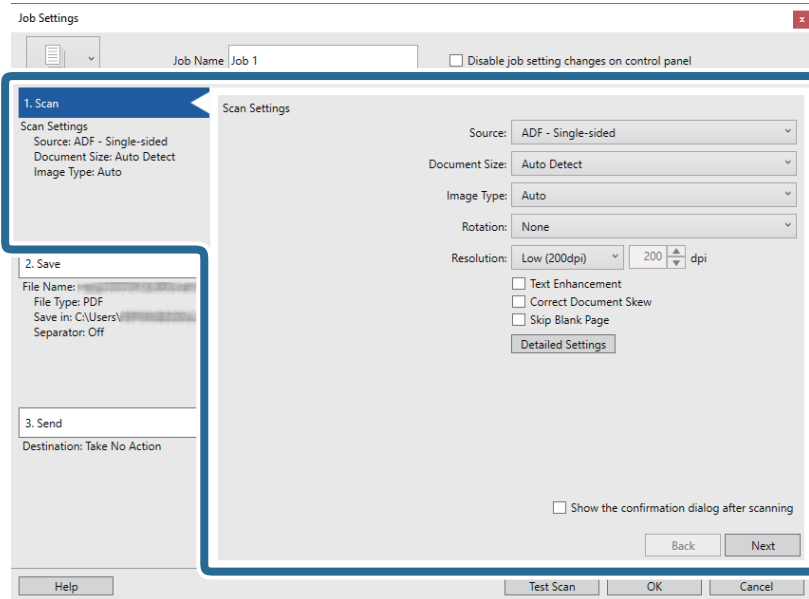 Job Settings
x
Job Name Job 1
Disable job setting changes on control panel
1. Scan
Scan Settings
Source: ADF - Single-sided
Document Size: Auto Detect
Image Type: Auto
2. Save
File Name:
File Type: PDF
Save in: C:\Users\
Separator: Off
3. Send
Destination: Take No Action
Scan Settings
Source: ADF - Single-sided
Document Size: Auto Detect
Image Type: Auto
Rotation: None
Resolution: Low (200dpi) 200 dpi
Text Enhancement
Correct Document Skew
Skip Blank Page
Detailed Settings
Show the confirmation dialog after scanning
Back Next
Help Test Scan OK Cancel